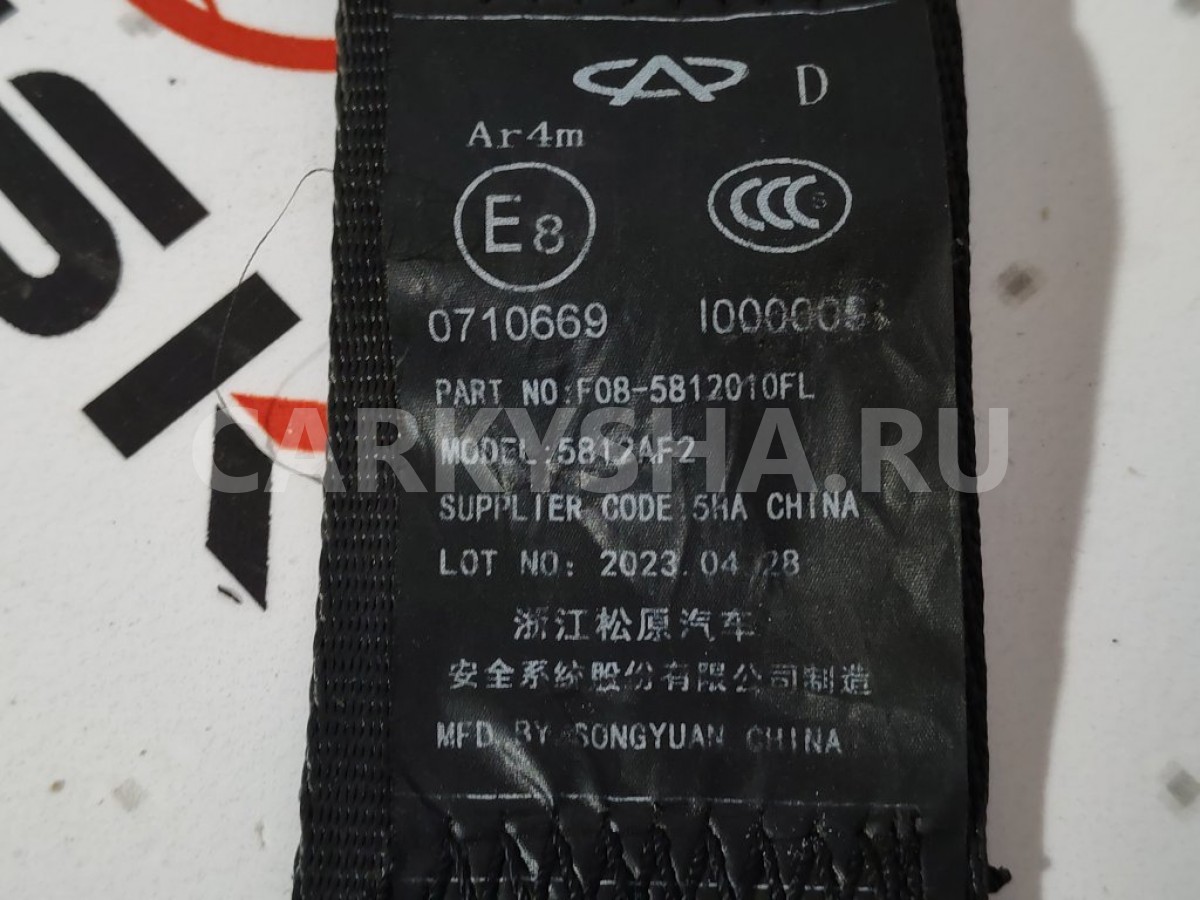 D
Ar4m
E8 CCC S
0710669
PART NO:F08-5812010FL
MODEL:5812AF2
CARKYSHA.RU
SUPPLIER CODE:5HA CHINA
LOT NO: 2023.04.28
浙江松原汽车
安全系统股份有限公司制造
MFD BY SONGYUAN CHINA